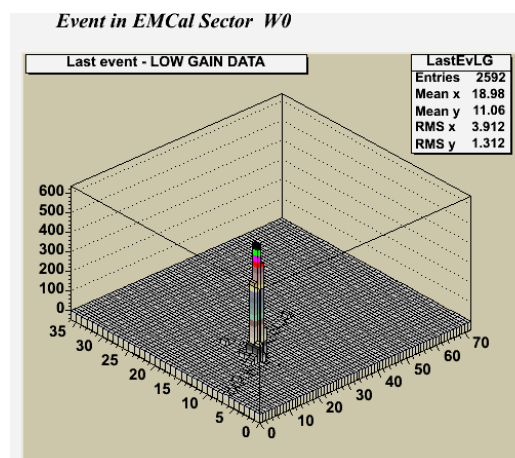 Event in EMCal Sector W0
Last event - LOW GAIN DATA
LastEvLG
Entries 2592
Mean x 18.98
Mean y 11.06
RMS x 3.912
RMS y 1.312
600
500
400
300
200
100
0
35
30
25
20
15
10
5
0
0
10
20
30
40
50
60
70